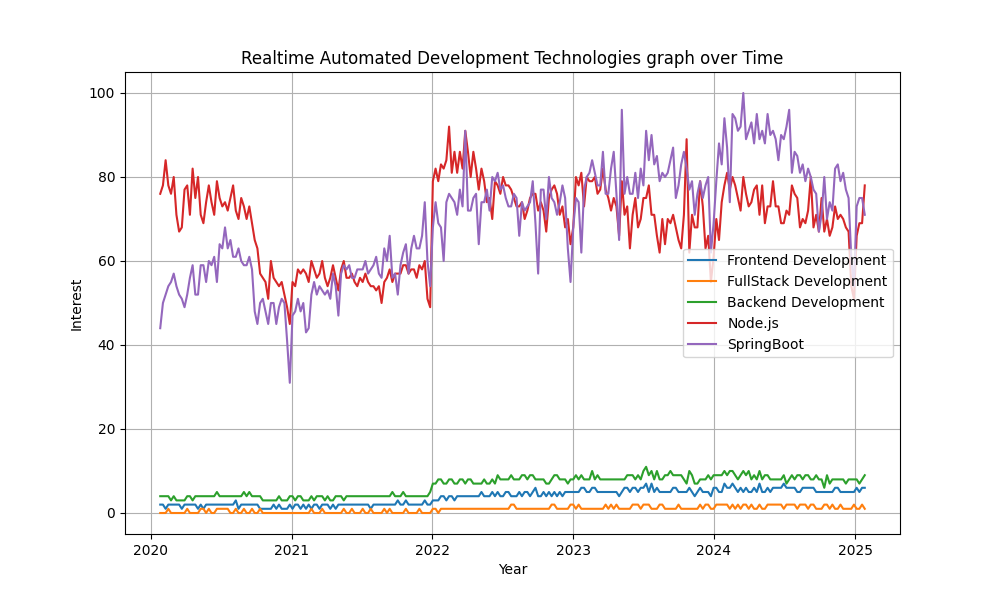 Realtime Automated Development Technologies graph over Time
Interest
100
80
60
40
20
0
Frontend Development
FullStack Development
Backend Development
Node.js
SpringBoot
2020 2021 2022 2023 2024 2025
Year